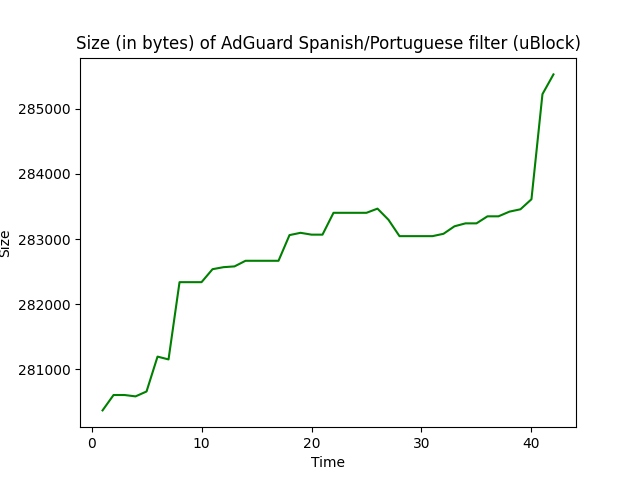 Size (in bytes) of AdGuard Spanish/Portuguese filter (uBlock)
285000
284000
283000
282000
281000
Size
0 10 20 30 40
Time